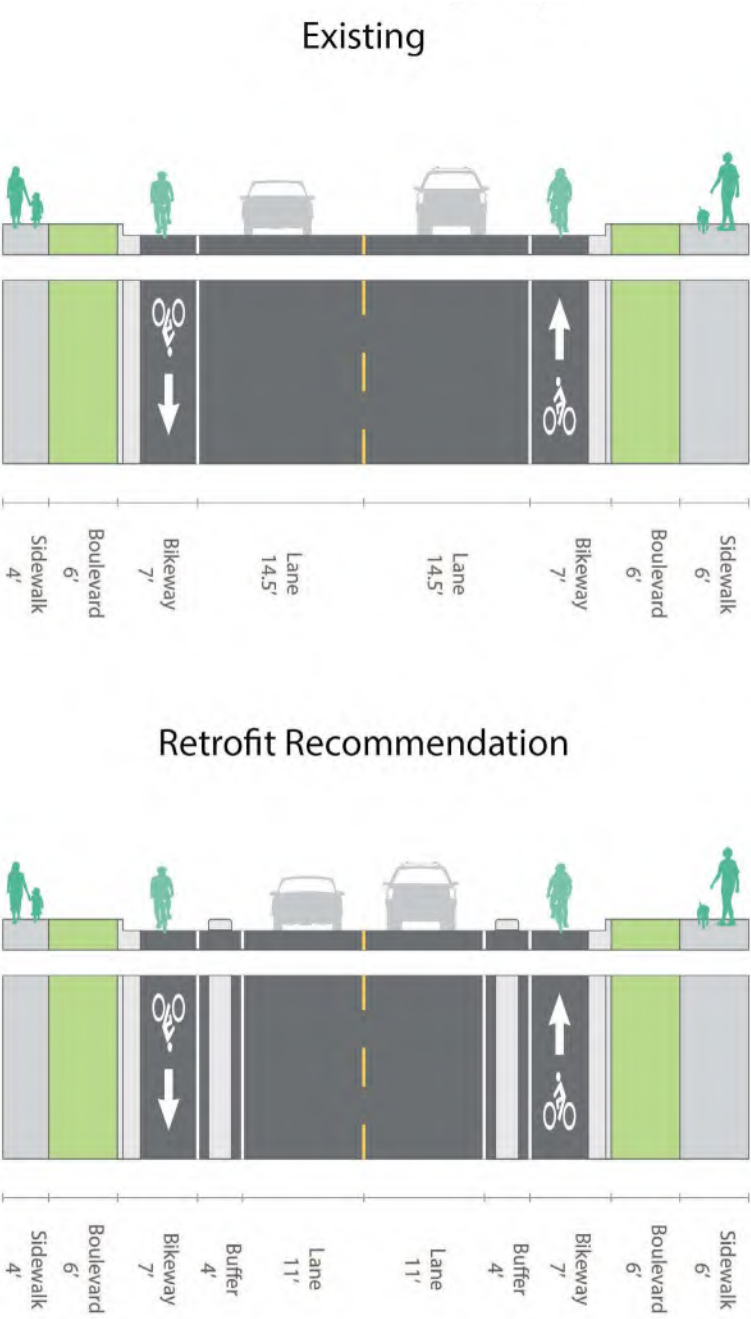 Existing
Sidewalk
4'
Boulevard
6'
Bikeway
7'
Lane
14.5'
Lane
14.5'
Bikeway
7'
Boulevard
6'
Sidewalk
6'
Retrofit Recommendation
Sidewalk
4'
Boulevard
6'
Bikeway
7'
Buffer
4'
Lane
11'
Lane
11'
Buffer
4'
Bikeway
7'
Boulevard
6'
Sidewalk
6'